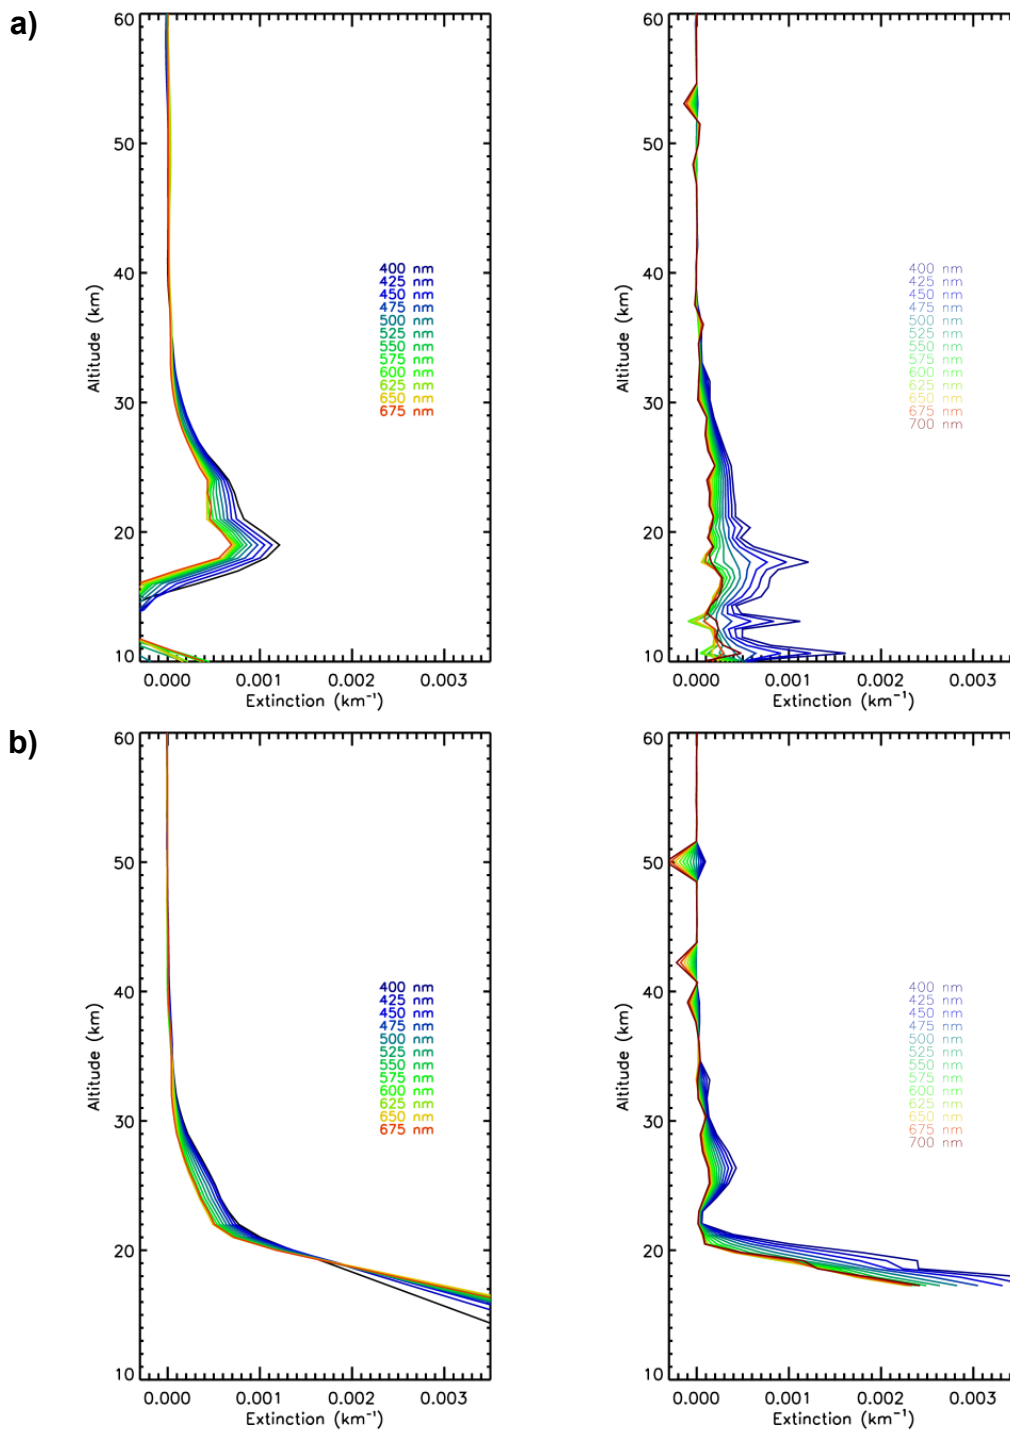 a)
60
50
40
30
20
10
Altitude (km)
400 nm
425 nm
450 nm
475 nm
500 nm
525 nm
550 nm
575 nm
600 nm
625 nm
650 nm
675 nm
0.000 0.001 0.002 0.003
Extinction (km⁻¹)
60
50
40
30
20
10
Altitude (km)
400 nm
425 nm
450 nm
475 nm
500 nm
525 nm
550 nm
575 nm
600 nm
625 nm
650 nm
675 nm
700 nm
0.000 0.001 0.002 0.003
Extinction (km⁻¹)
b)
60
50
40
30
20
10
Altitude (km)
400 nm
425 nm
450 nm
475 nm
500 nm
525 nm
550 nm
575 nm
600 nm
625 nm
650 nm
675 nm
0.000 0.001 0.002 0.003
Extinction (km⁻¹)
60
50
40
30
20
10
Altitude (km)
400 nm
425 nm
450 nm
475 nm
500 nm
525 nm
550 nm
575 nm
600 nm
625 nm
650 nm
675 nm
700 nm
0.000 0.001 0.002 0.003
Extinction (km⁻¹)